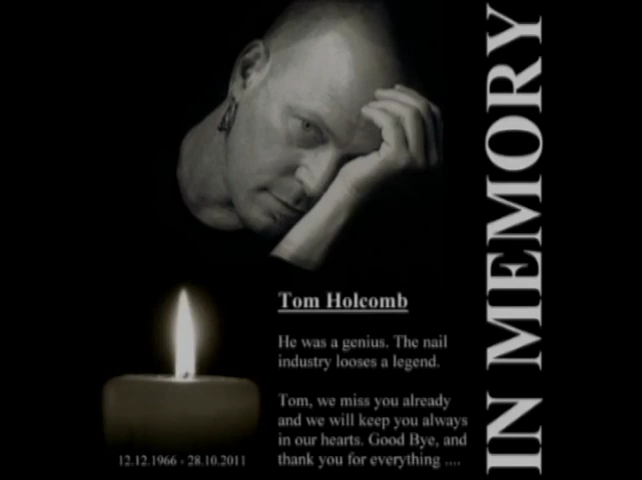 Tom Holcomb
He was a genius. The nail
industry looses a legend.
Tom, we miss you already
and we will keep you always
in our hearts. Good Bye, and
thank you for everything ....
12.12.1966 - 28.10.2011
IN MEMORY